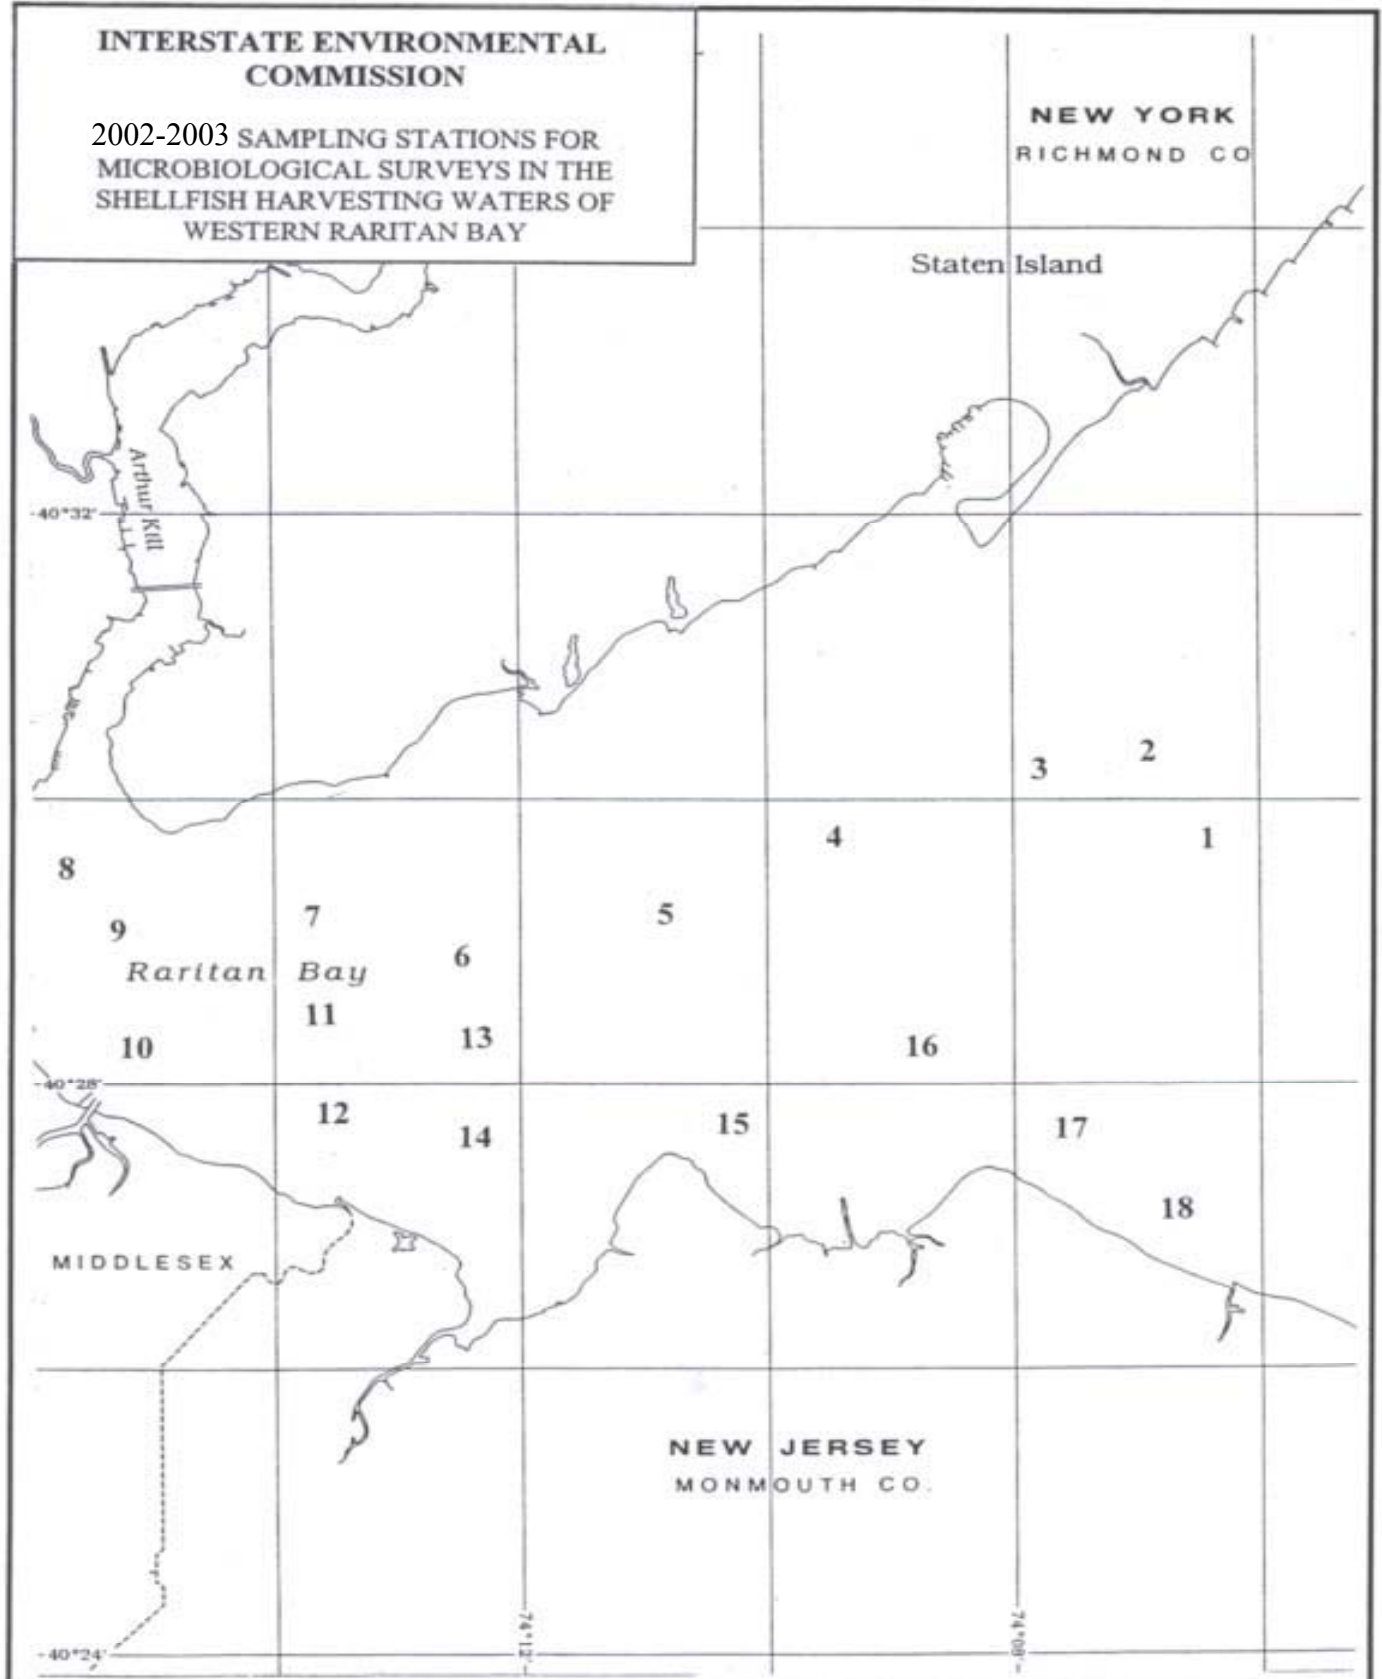 INTERSTATE ENVIRONMENTAL
COMMISSION
2002-2003 SAMPLING STATIONS FOR
MICROBIOLOGICAL SURVEYS IN THE
SHELLFISH HARVESTING WATERS OF
WESTERN RARITAN BAY
NEW YORK
RICHMOND CO
Staten Island
Arthur Kill
40°32'
2
3
4
1
8
7
5
9
6
Raritan Bay
11
13
16
10
40°28'
12
15
17
14
18
MIDDLESEX
NEW JERSEY
MONMOUTH CO.
74°12'
74°08'
40°24'